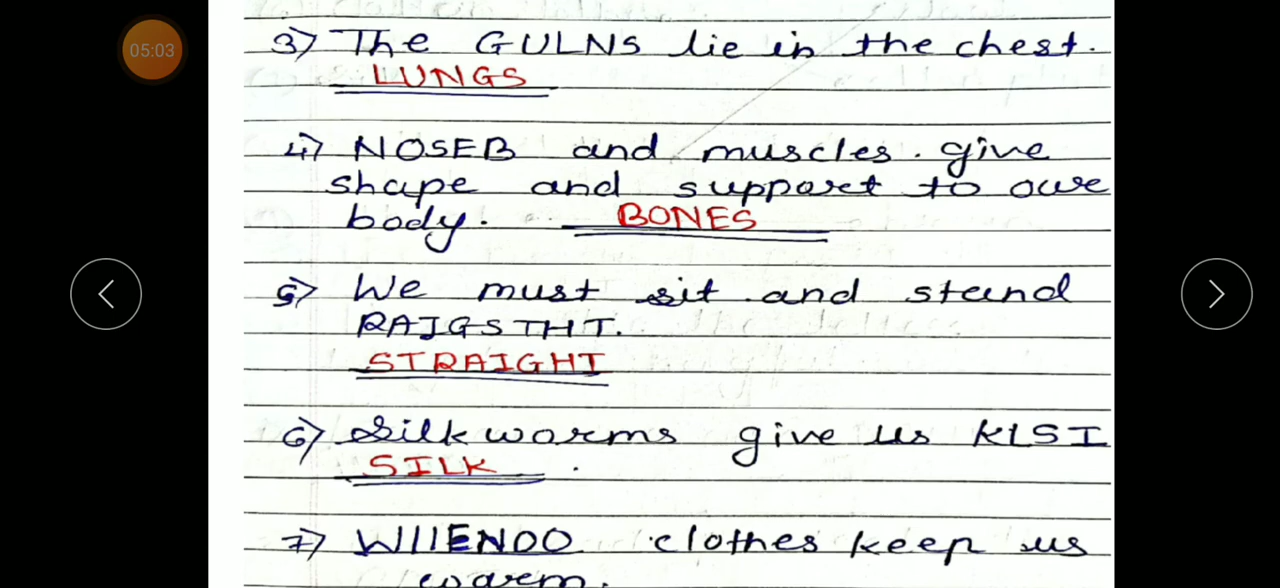 05:03
3) The GULNS lie in the chest.
LUNGS
4) NOSEB and muscles give
shape and support to our
body.
BONES
5) We must sit and stand
RAIGSTHT.
STRAIGHT
6) Silk worms give us KLSI
SILK
7) WIIENOO clothes keep us
warm.